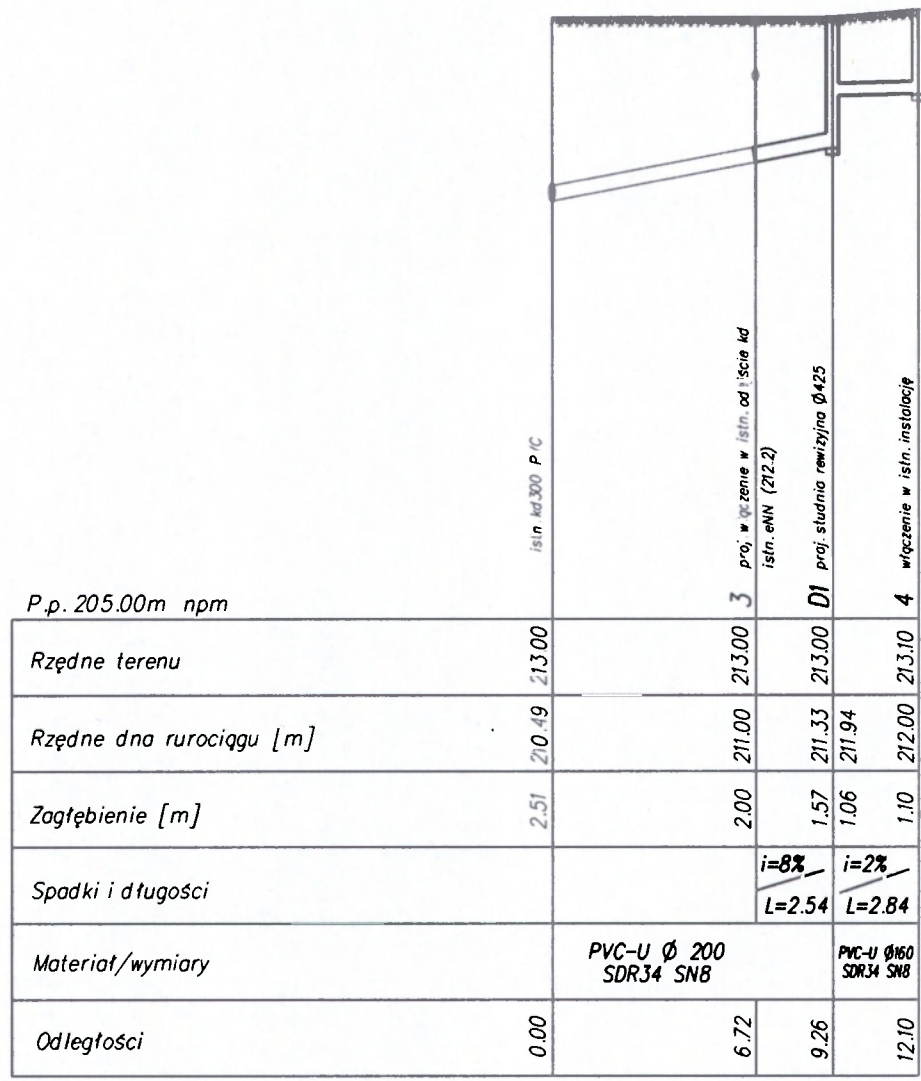 istn. kd300 P C
3 proj. włączenie w istn. od ście kd
istn. eNN (212.2)
D1 proj. studnia rewizyjna Ø425
4 włączenie w istn. instalację
P.p. 205.00m npm
Rzędne terenu 213.00 213.00 213.00 213.10
Rzędne dna rurociągu [m] 210.49 211.00 211.33 211.94 212.00
Zagłębienie [m] 2.51 2.00 1.57 1.06 1.10
Spadki i długości
i=8% i=2%
L=2.54 L=2.84
Materiał/wymiary
PVC-U Ø 200 PVC-U Ø160
SDR34 SN8 SDR34 SN8
Odległości 0.00 6.72 9.26 12.10